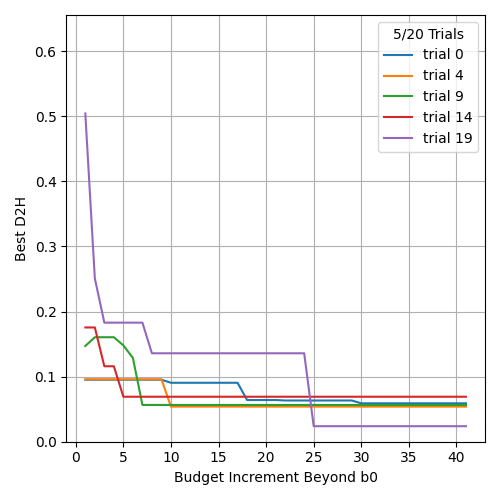 5/20 Trials
trial 0
trial 4
trial 9
trial 14
trial 19
0.6
0.5
0.4
0.3
0.2
0.1
0.0
Best D2H
0 5 10 15 20 25 30 35 40
Budget Increment Beyond b0